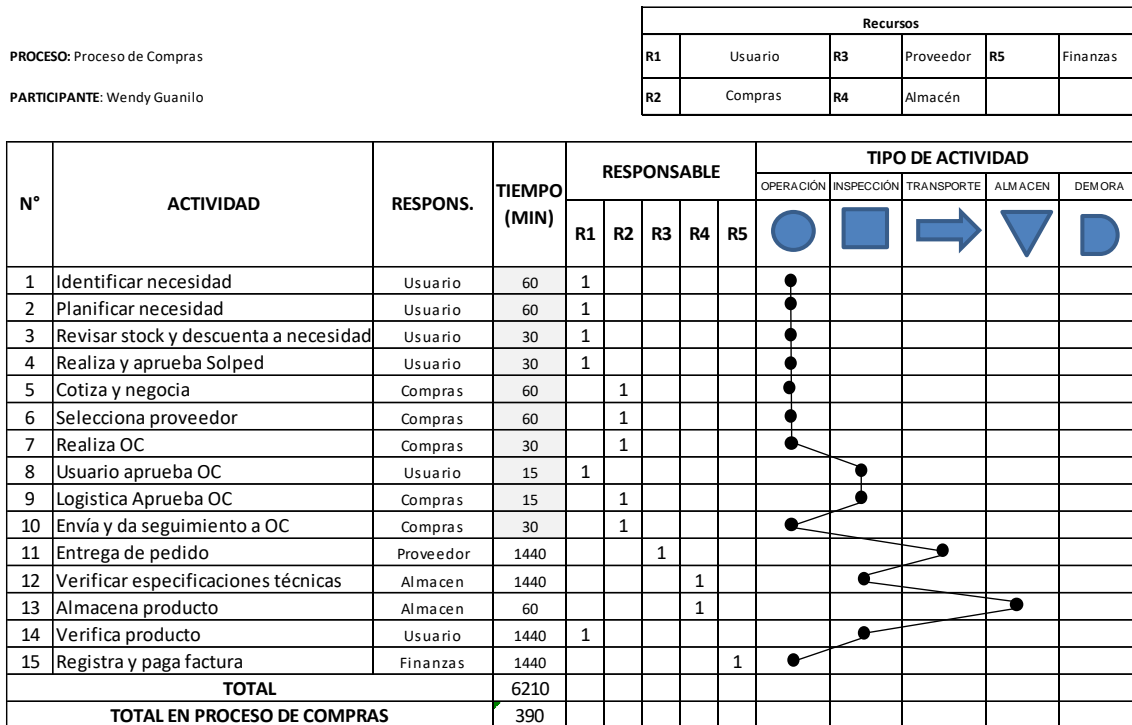 Recursos
PROCESO: Proceso de Compras
R1 Usuario R3 Proveedor R5 Finanzas
PARTICIPANTE: Wendy Guanilo
R2 Compras R4 Almacén
N° ACTIVIDAD RESPONS. TIEMPO (MIN) RESPONSABLE TIPO DE ACTIVIDAD
OPERACIÓN INSPECCIÓN TRANSPORTE ALMACEN DEMORA
R1 R2 R3 R4 R5
1 Identificar necesidad Usuario 60 1
2 Planificar necesidad Usuario 60 1
3 Revisar stock y descuenta a necesidad Usuario 30 1
4 Realiza y aprueba Solped Usuario 30 1
5 Cotiza y negocia Compras 60 1
6 Selecciona proveedor Compras 60 1
7 Realiza OC Compras 30 1
8 Usuario aprueba OC Usuario 15 1
9 Logistica Aprueba OC Compras 15 1
10 Envía y da seguimiento a OC Compras 30 1
11 Entrega de pedido Proveedor 1440 1
12 Verificar especificaciones técnicas Almacen 1440 1
13 Almacena producto Almacen 60 1
14 Verifica producto Usuario 1440 1
15 Registra y paga factura Finanzas 1440 1
TOTAL 6210
TOTAL EN PROCESO DE COMPRAS 390